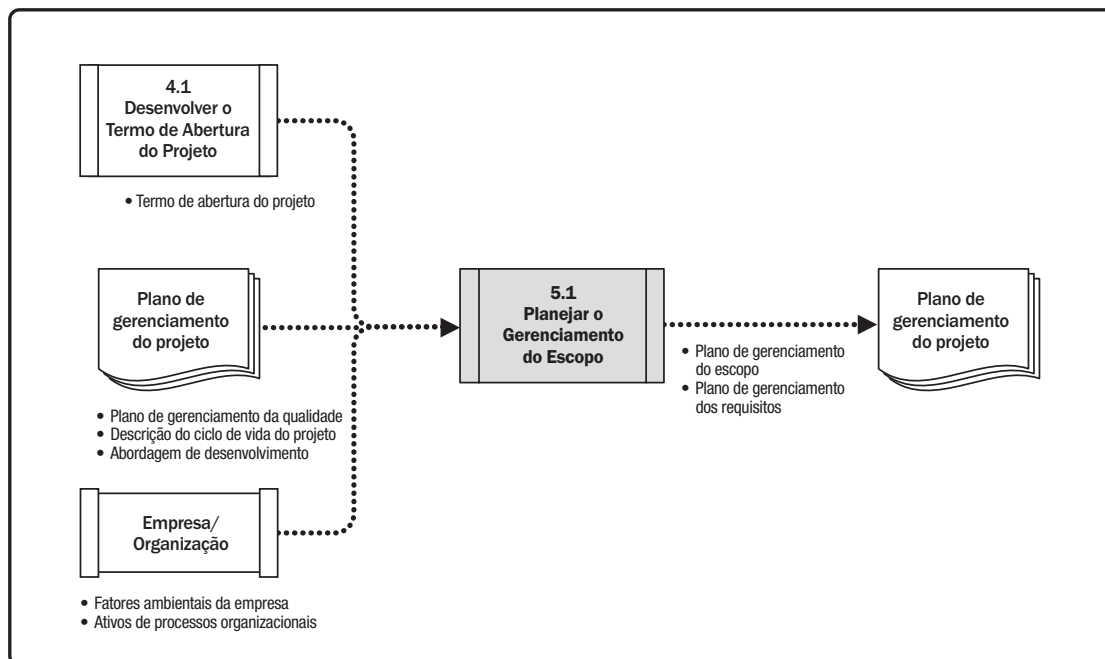 4.1
Desenvolver o
Termo de Abertura
do Projeto
• Termo de abertura do projeto
Plano de
gerenciamento
do projeto
• Plano de gerenciamento da qualidade
• Descrição do ciclo de vida do projeto
• Abordagem de desenvolvimento
Empresa/
Organização
• Fatores ambientais da empresa
• Ativos de processos organizacionais
5.1
Planejar o
Gerenciamento
do Escopo
• Plano de gerenciamento
do escopo
• Plano de gerenciamento
dos requisitos
Plano de
gerenciamento
do projeto